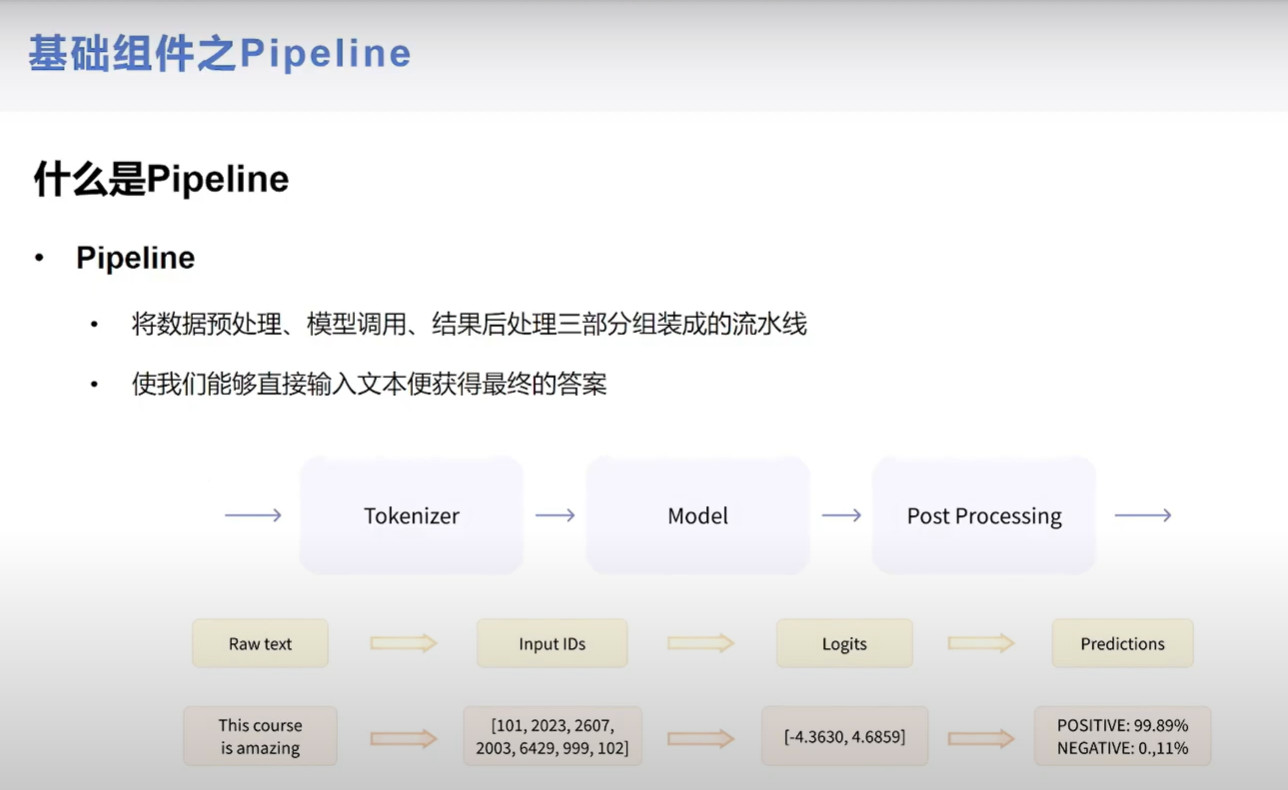 基础组件之Pipeline
什么是Pipeline
• Pipeline
• 将数据预处理、模型调用、结果后处理三部分组装成的流水线
• 使我们能够直接输入文本便获得最终的答案
Tokenizer
Model
Post Processing
Raw text
Input IDs
Logits
Predictions
This course
is amazing
[101, 2023, 2607,
2003, 6429, 999, 102]
[-4.3630, 4.6859]
POSITIVE: 99.89%
NEGATIVE: 0.,11%